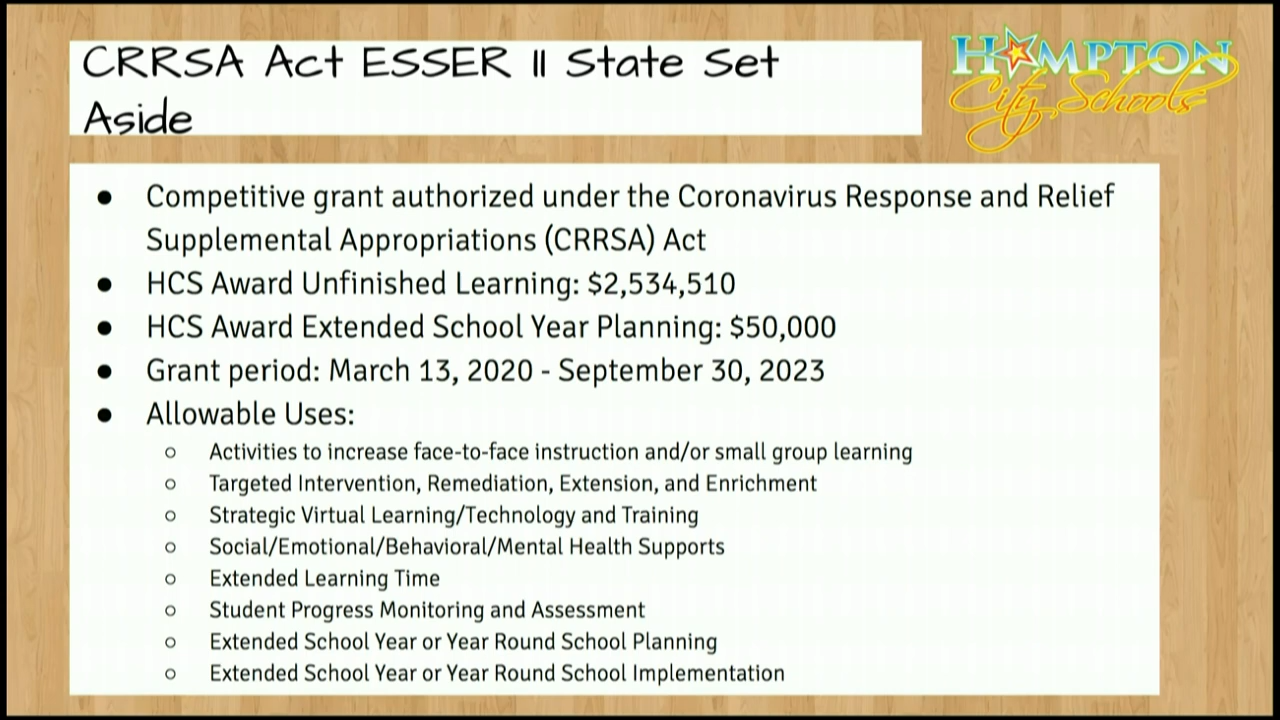 CRRSA Act ESSER II State Set
Aside
HAMPTON
City Schools
● Competitive grant authorized under the Coronavirus Response and Relief
Supplemental Appropriations (CRRSA) Act
● HCS Award Unfinished Learning: $2,534,510
● HCS Award Extended School Year Planning: $50,000
● Grant period: March 13, 2020 - September 30, 2023
● Allowable Uses:
○ Activities to increase face-to-face instruction and/or small group learning
○ Targeted Intervention, Remediation, Extension, and Enrichment
○ Strategic Virtual Learning/Technology and Training
○ Social/Emotional/Behavioral/Mental Health Supports
○ Extended Learning Time
○ Student Progress Monitoring and Assessment
○ Extended School Year or Year Round School Planning
○ Extended School Year or Year Round School Implementation